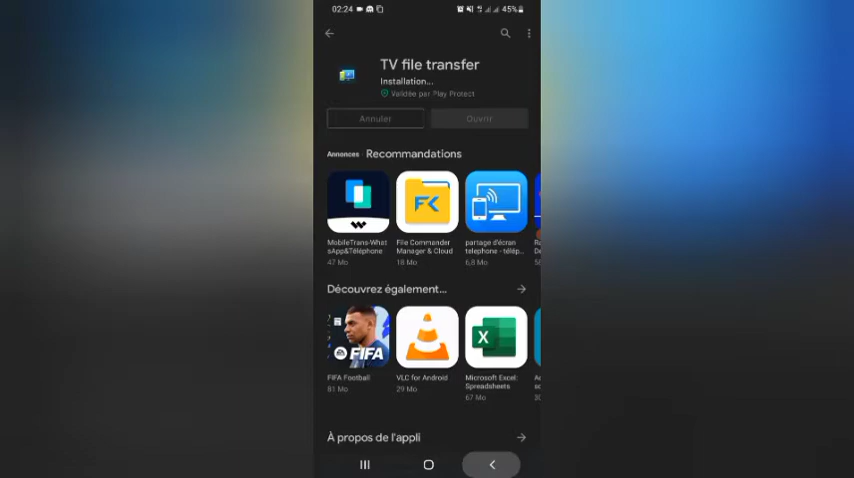 02:24
45%
TV file transfer
Installation...
Validée par Play Protect
Annuler
Ouvrir
Annonces Recommandations
MobileTrans-What
sApp&Téléphone
47 Mo
File Commander
Manager & Cloud
18 Mo
partage d'écran
telephone - télép...
6,8 Mo
Découvrez également...
EA SPORTS FIFA
FIFA Football
81 Mo
VLC for Android
29 Mo
X
Microsoft Excel:
Spreadsheets
67 Mo
À propos de l'appli